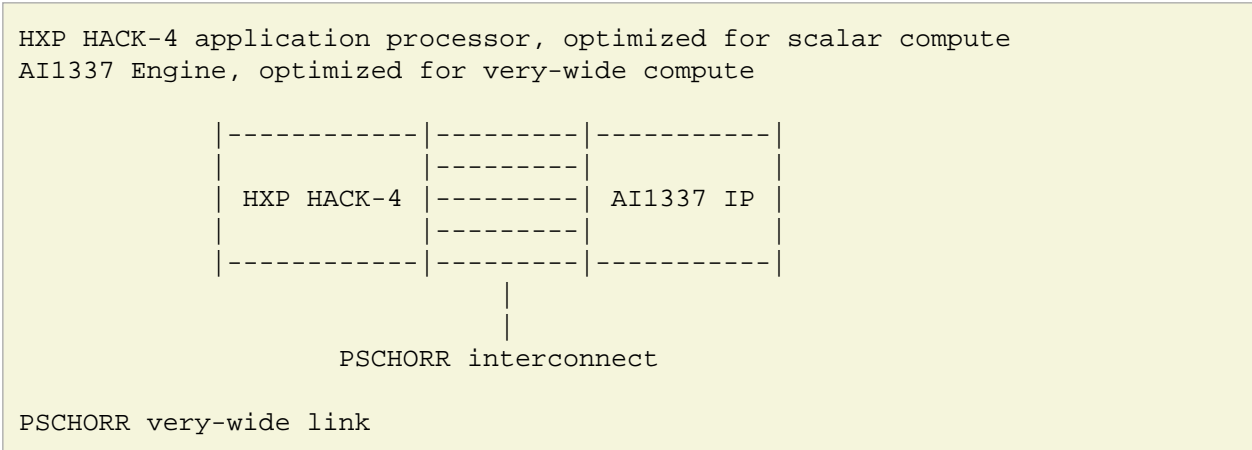 HXP HACK-4 application processor, optimized for scalar compute
AI1337 Engine, optimized for very-wide compute
|------------|---------|-----------|
|            |---------|           |
| HXP HACK-4 |---------| AI1337 IP |
|            |---------|           |
|------------|---------|-----------|
|
|
PSCHORR interconnect
PSCHORR very-wide link